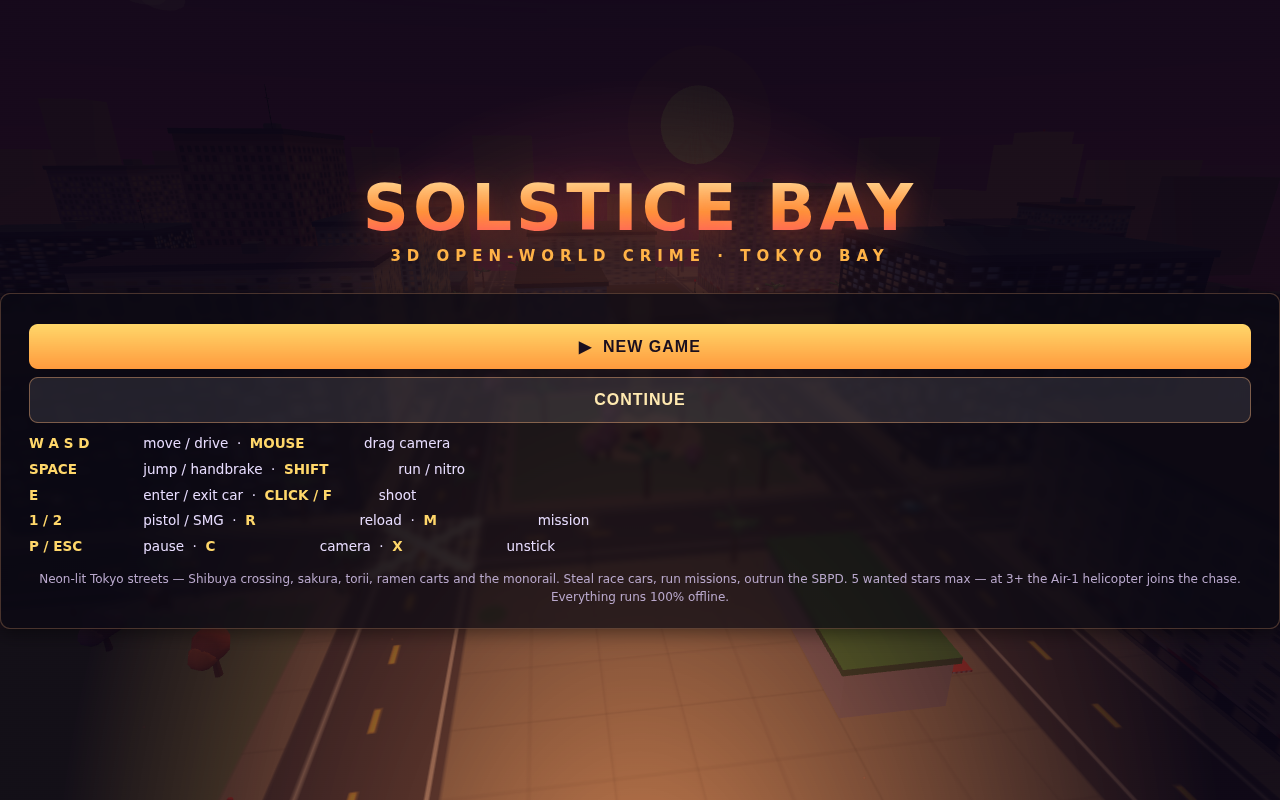 SOLSTICE BAY
3D OPEN-WORLD CRIME · TOKYO BAY
▶ NEW GAME
CONTINUE
W A S D move / drive · MOUSE drag camera
SPACE jump / handbrake · SHIFT run / nitro
E enter / exit car · CLICK / F shoot
1 / 2 pistol / SMG · R reload · M mission
P / ESC pause · C camera · X unstick
Neon-lit Tokyo streets — Shibuya crossing, sakura, torii, ramen carts and the monorail. Steal race cars, run missions, outrun the SBPD. 5 wanted stars max — at 3+ the Air-1 helicopter joins the chase.
Everything runs 100% offline.